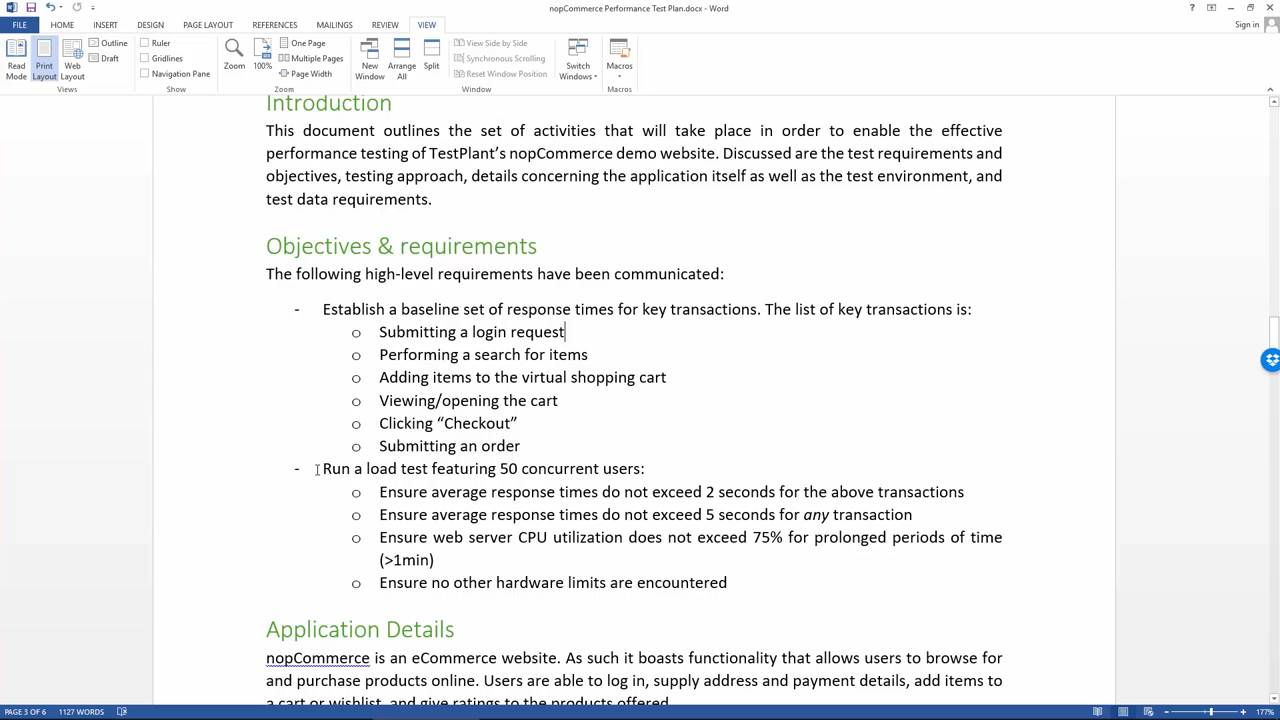 nopCommerce Performance Test Plan.docx - Word
Sign in
FILE HOME INSERT DESIGN PAGE LAYOUT REFERENCES MAILINGS REVIEW VIEW
Read Mode
Print Layout
Web Layout
Outline
Draft
Views
Ruler
Gridlines
Navigation Pane
Show
Zoom
100%
One Page
Multiple Pages
Page Width
Zoom
New Window
Arrange All
Split
View Side by Side
Synchronous Scrolling
Reset Window Position
Window
Switch Windows
Macros
Macros
Introduction
This document outlines the set of activities that will take place in order to enable the effective
performance testing of TestPlant’s nopCommerce demo website. Discussed are the test requirements and
objectives, testing approach, details concerning the application itself as well as the test environment, and
test data requirements.
Objectives & requirements
The following high-level requirements have been communicated:
- Establish a baseline set of response times for key transactions. The list of key transactions is:
o Submitting a login request
o Performing a search for items
o Adding items to the virtual shopping cart
o Viewing/opening the cart
o Clicking “Checkout”
o Submitting an order
- Run a load test featuring 50 concurrent users:
o Ensure average response times do not exceed 2 seconds for the above transactions
o Ensure average response times do not exceed 5 seconds for any transaction
o Ensure web server CPU utilization does not exceed 75% for prolonged periods of time
(>1min)
o Ensure no other hardware limits are encountered
Application Details
nopCommerce is an eCommerce website. As such it boasts functionality that allows users to browse for
and purchase products online. Users are able to log in, supply address and payment details, add items to
a cart or wishlist, and give ratings to the products offered.
PAGE 3 OF 6 1127 WORDS
177%